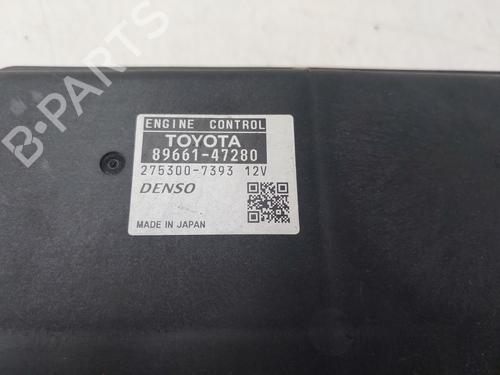 B-PARTS
ENGINE CONTROL
TOYOTA
89661-47280
275300-7393 12V
DENSO
MADE IN JAPAN